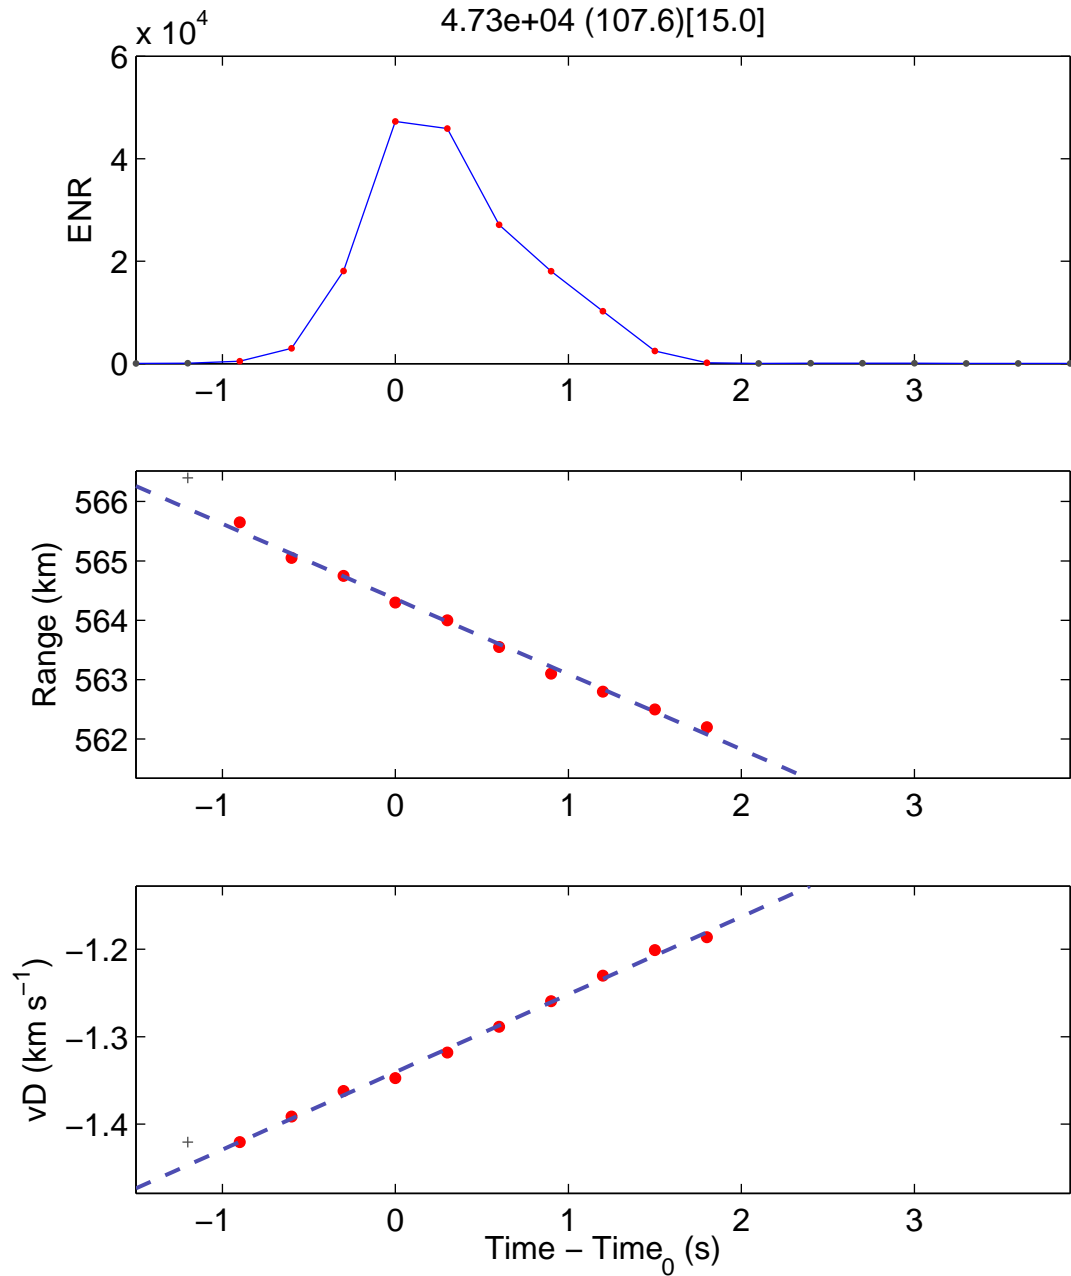 4.73e+04 (107.6)[15.0]
x 10^4
6
4
2
0
ENR
−1 0 1 2 3
566
565
564
563
562
Range (km)
−1 0 1 2 3
−1.2
−1.3
−1.4
vD (km s^−1)
−1 0 1 2 3
Time − Time_0 (s)